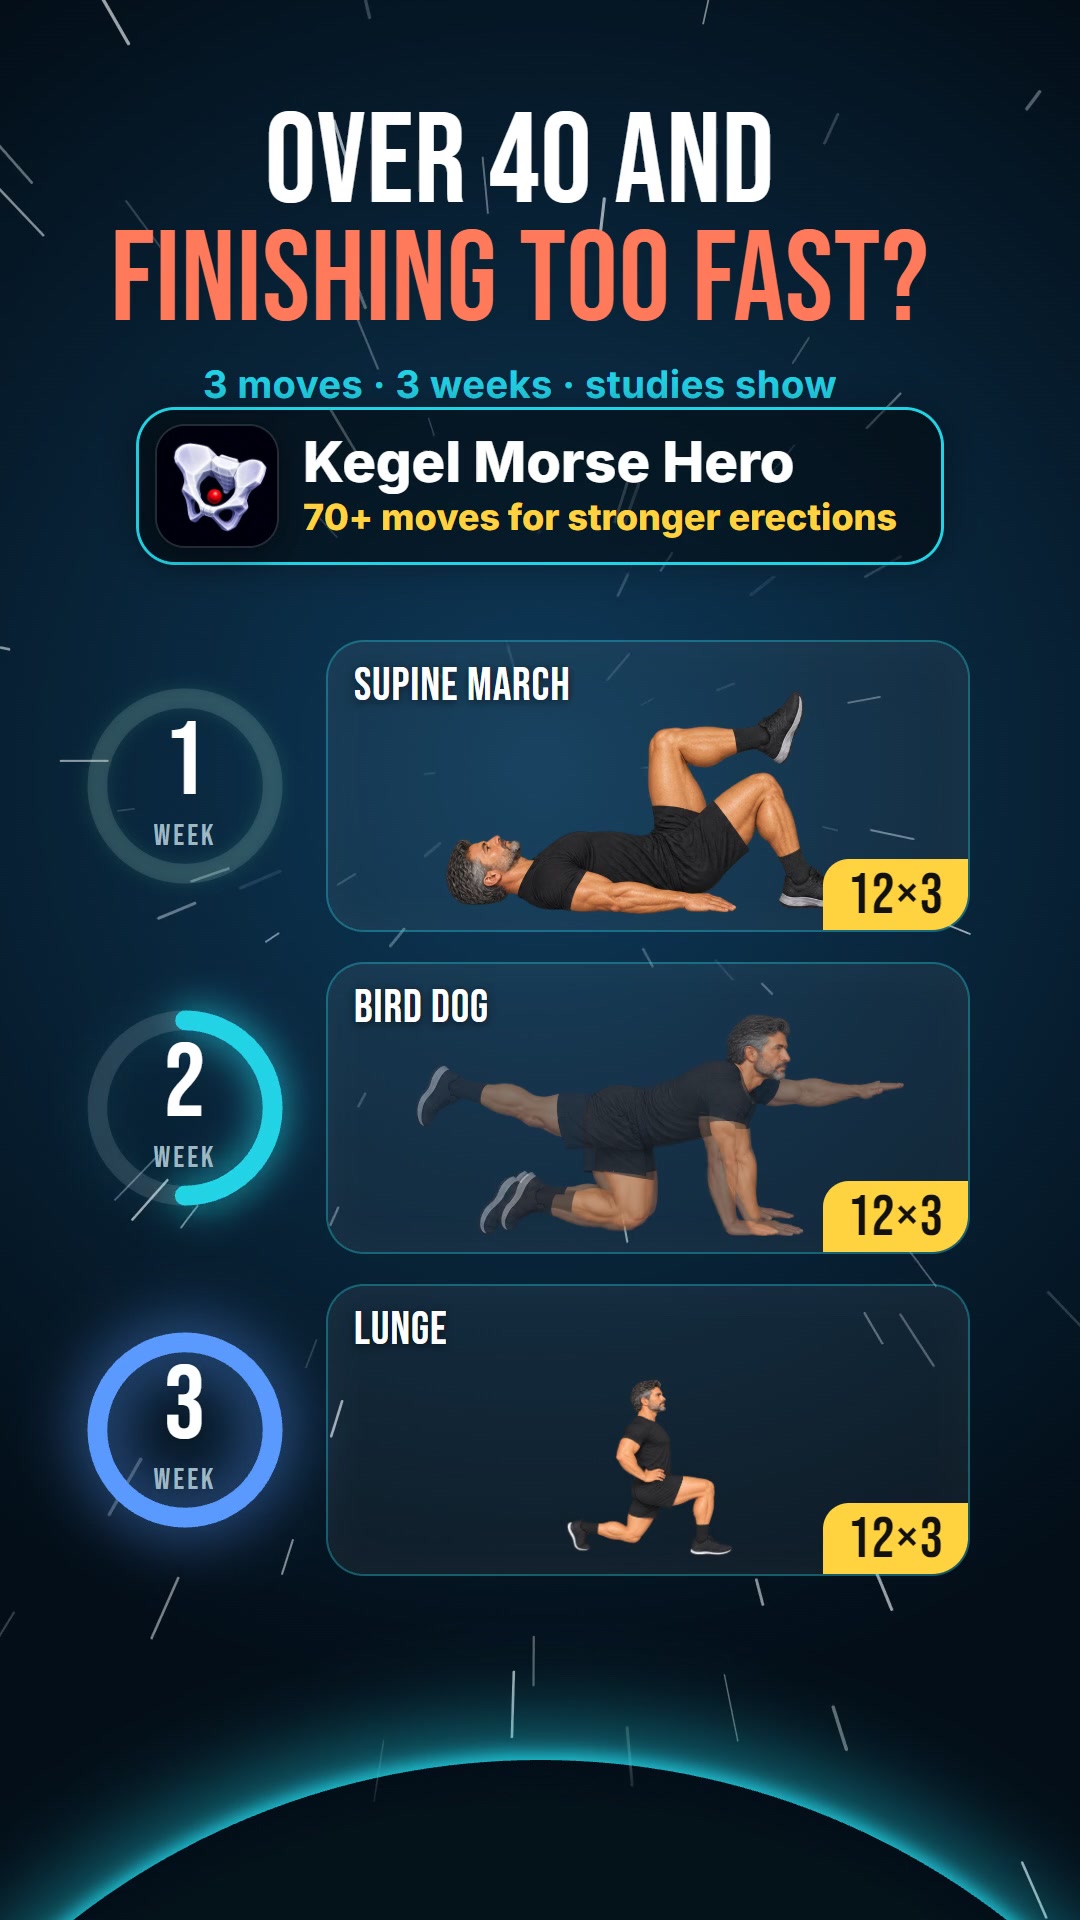 OVER 40 AND
FINISHING TOO FAST?
3 moves · 3 weeks · studies show
Kegel Morse Hero
70+ moves for stronger erections
1
WEEK
SUPINE MARCH
12×3
2
WEEK
BIRD DOG
12×3
3
WEEK
LUNGE
12×3